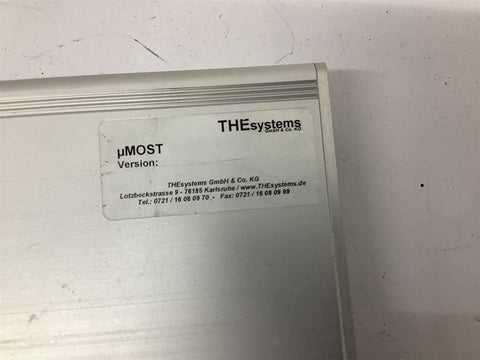 THEsystems
GmbH & Co. KG
µMOST
Version:
THEsystems GmbH & Co. KG
Lotzbeckstrasse 9 - 76185 Karlsruhe / www.THEsystems.de
Tel.: 0721 / 16 08 09 70 - Fax: 0721 / 16 08 09 99